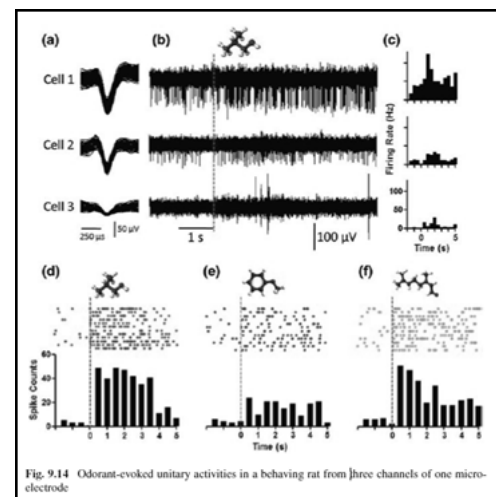 (a) (b) (c)
Cell 1
Cell 2
Cell 3
Firing Rate (Hz)
100
50
0
0 5
Time (s)
250 µs
50 µV
1 s
100 µV
(d) (e) (f)
Spike Counts
60
40
20
0
0 1 2 3 4 5
0 1 2 3 4 5
0 1 2 3 4 5
Time (s)
Fig. 9.14 Odorant-evoked unitary activities in a behaving rat from three channels of one micro-
electrode